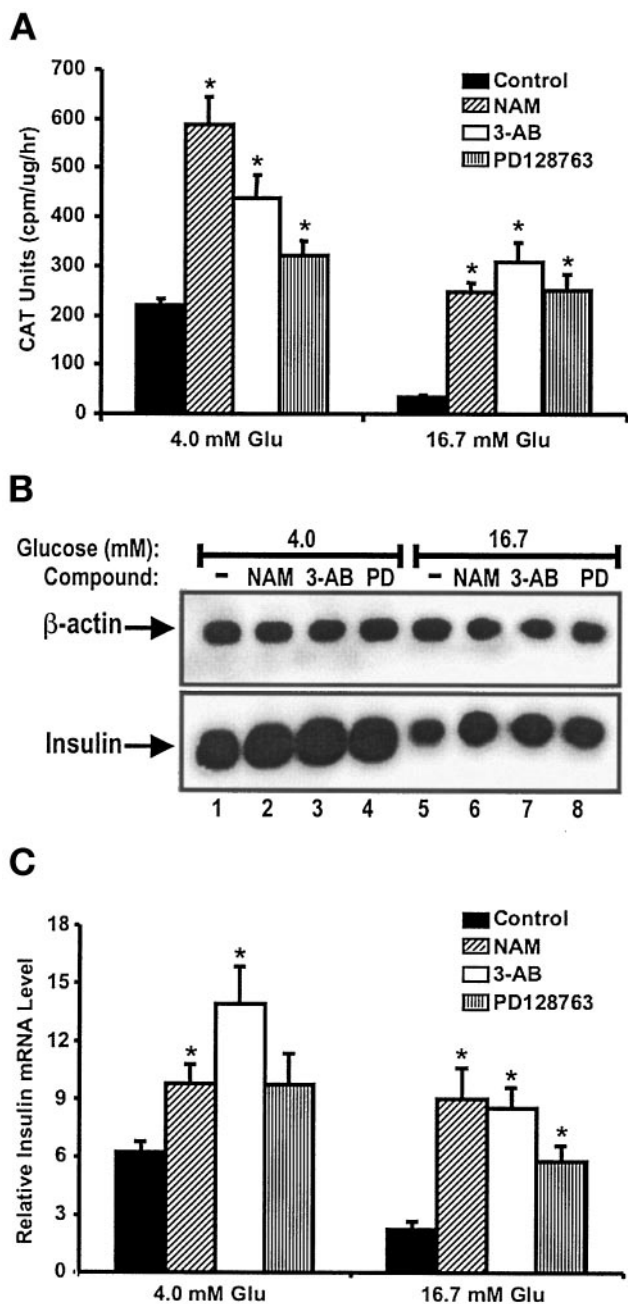 A
700
600
500
400
300
200
100
0
CAT Units (cpm/ug/hr)
* * * * * *
Control
NAM
3-AB
PD128763
4.0 mM Glu 16.7 mM Glu
B
Glucose (mM): 4.0 16.7
Compound: – NAM 3-AB PD – NAM 3-AB PD
β-actin
Insulin
1 2 3 4 5 6 7 8
C
18
15
12
9
6
3
0
Relative Insulin mRNA Level
* * * * *
Control
NAM
3-AB
PD128763
4.0 mM Glu 16.7 mM Glu